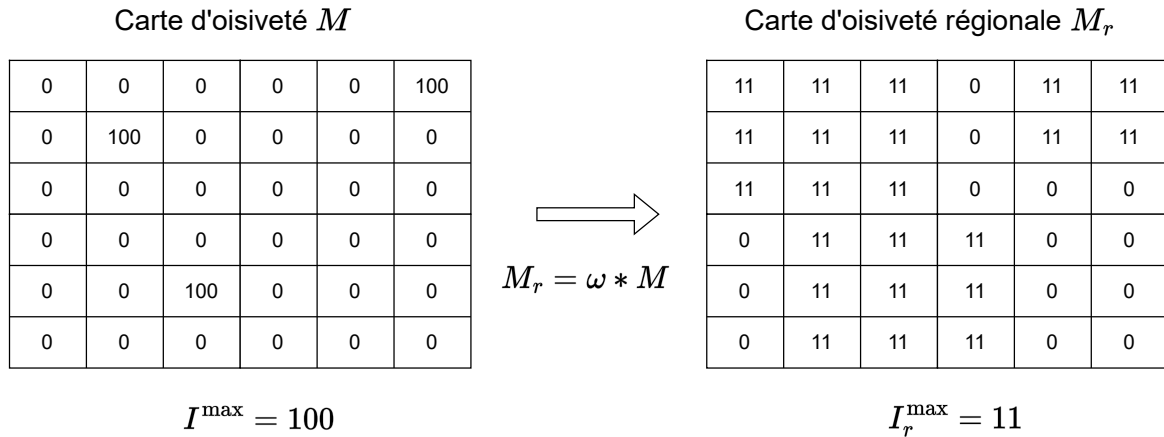 Carte d'oisiveté M
0 0 0 0 0 100
0 100 0 0 0 0
0 0 0 0 0 0
0 0 0 0 0 0
0 0 100 0 0 0
0 0 0 0 0 0
I^max = 100
M_r = ω * M
Carte d'oisiveté régionale M_r
11 11 11 0 11 11
11 11 11 0 11 11
11 11 11 0 0 0
0 11 11 11 0 0
0 11 11 11 0 0
0 11 11 11 0 0
I_r^max = 11